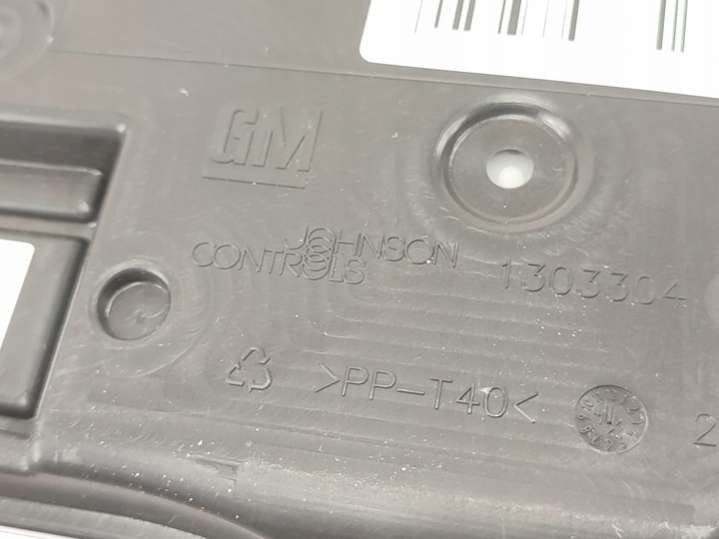 GM
JOHNSON
CONTROLS 1303304
>PP-T40< 2